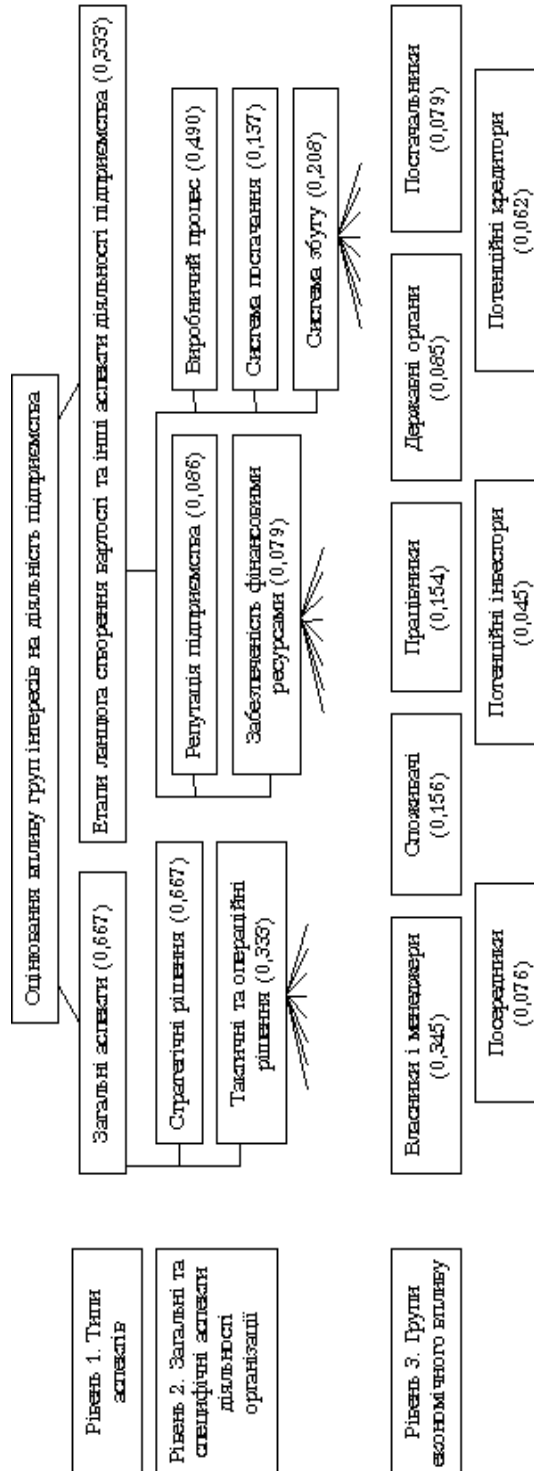 Оцінювання впливу груп інтересів на діяльність підприємства
Рівень 1. Типи
аспектів
Загальні аспекти (0,667)
Етапи ланцюга створення вартості та інші аспекти діяльності підприємства (0,333)
Рівень 2. Загальні та
специфічні аспекти
діяльності
організації
Стратегічні рішення (0,667)
Тактичні та операційні
рішення (0,333)
Репутація підприємства (0,086)
Забезпеченість фінансовими
ресурсами (0,079)
Виробничий процес (0,490)
Система постачання (0,137)
Система збуту (0,208)
Рівень 3. Групи
економічного впливу
Власники і менеджери
(0,345)
Споживачі
(0,156)
Працівники
(0,154)
Державні органи
(0,085)
Постачальники
(0,079)
Посередники
(0,076)
Потенційні інвестори
(0,045)
Потенційні кредитори
(0,062)